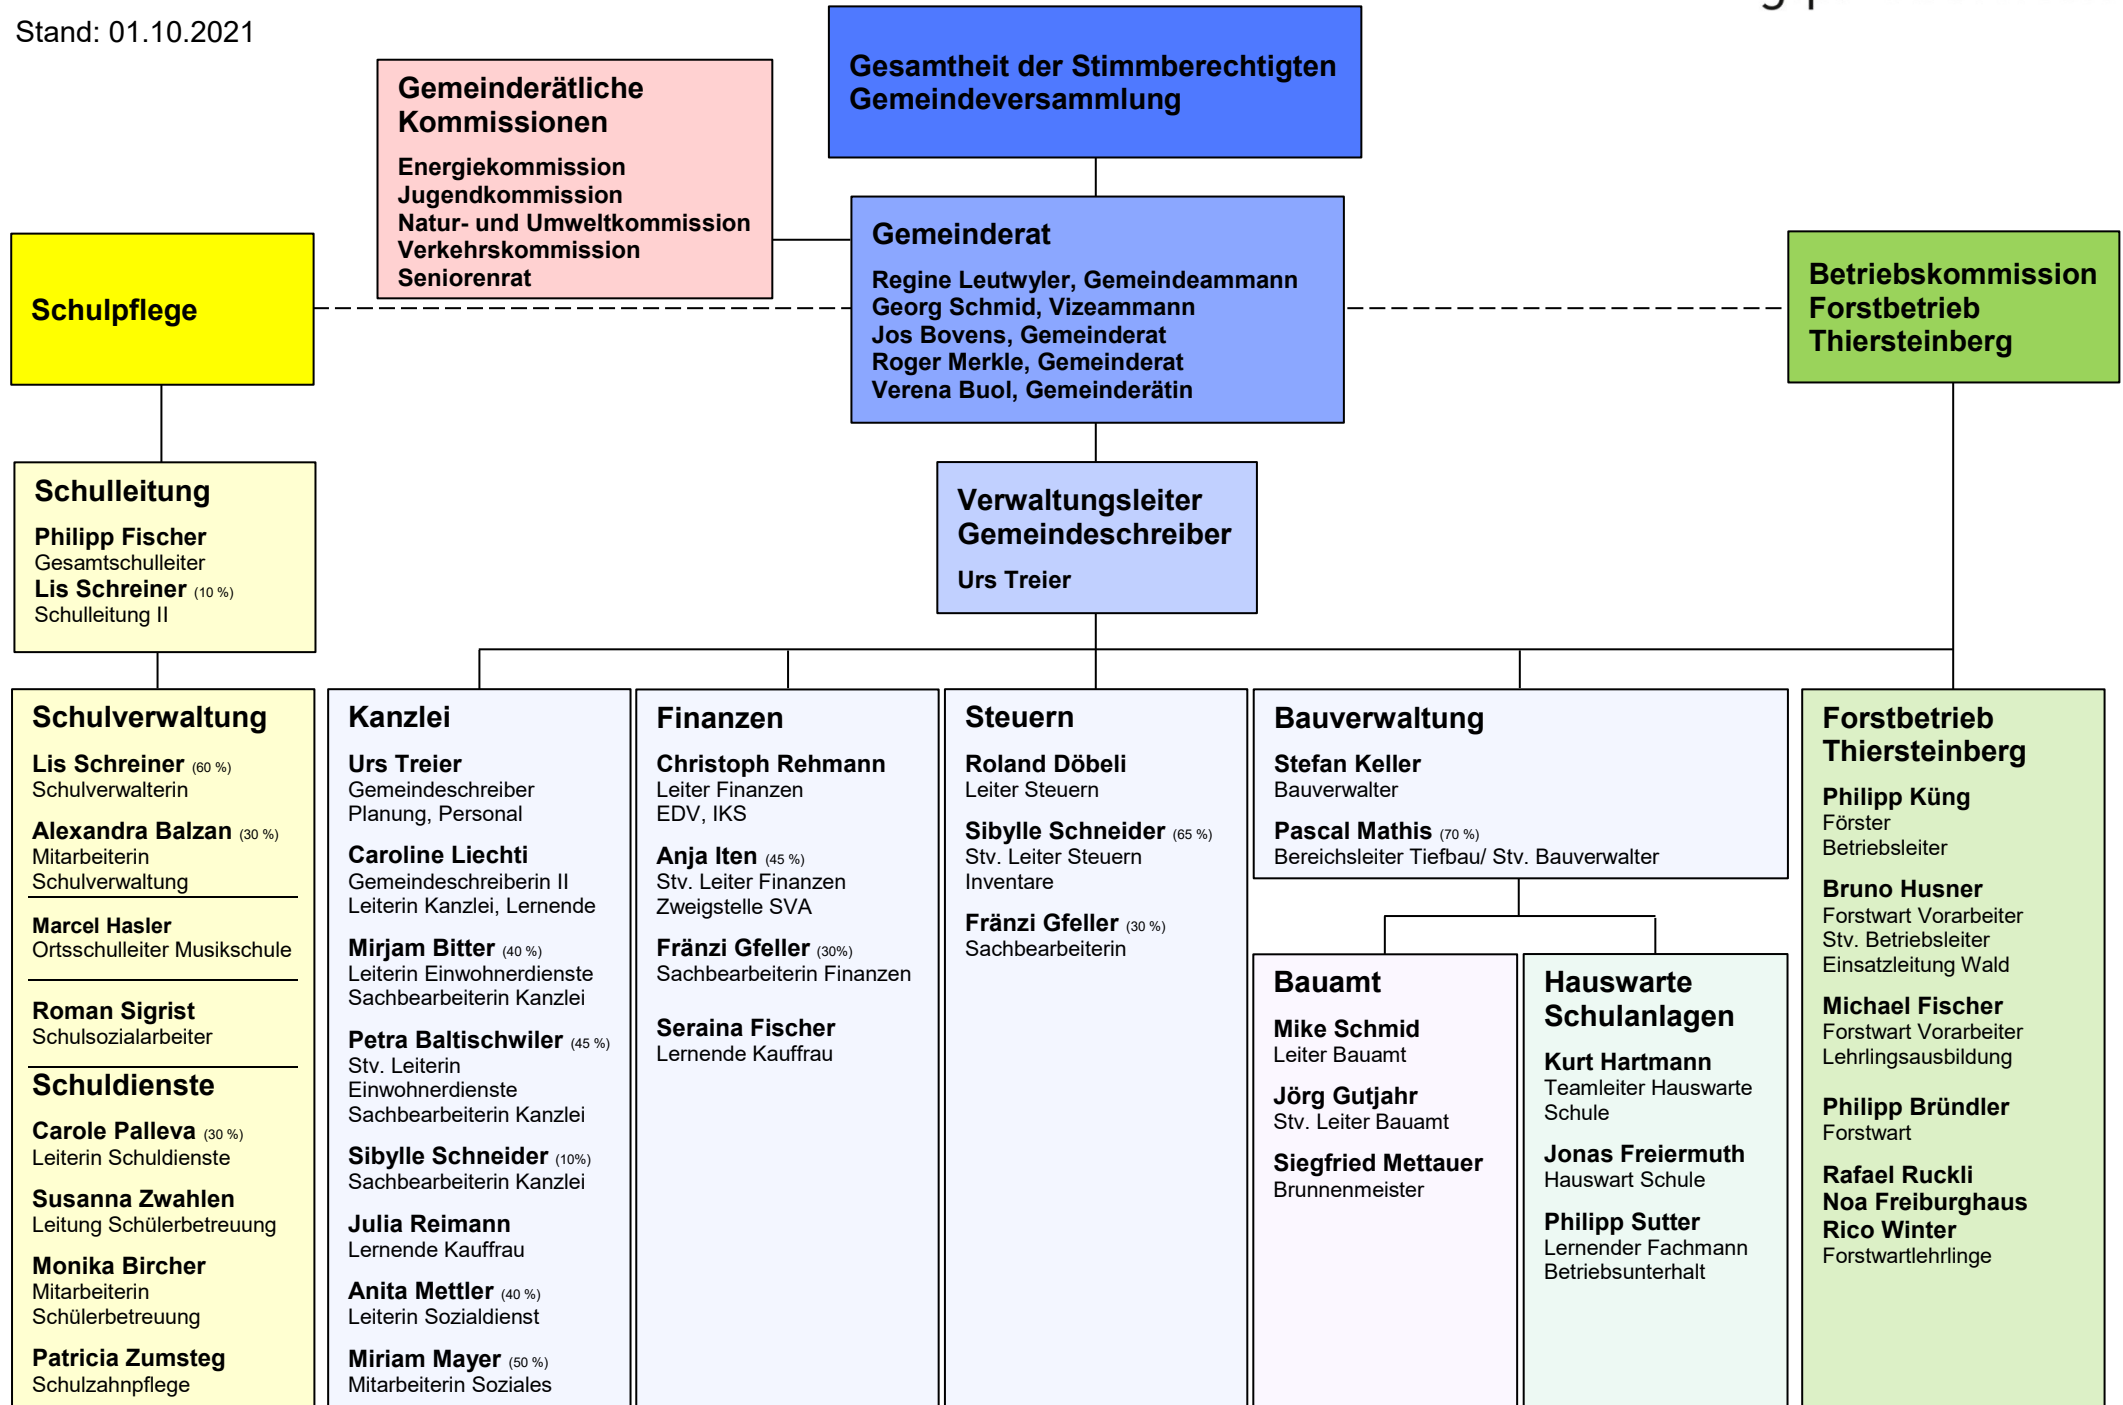 Stand: 01.10.2021
Gesamtheit der Stimmberechtigten
Gemeindeversammlung
Gemeinderätliche
Kommissionen
Energiekommission
Jugendkommission
Natur- und Umweltkommission
Verkehrskommission
Seniorenrat
Gemeinderat
Regine Leutwyler, Gemeindeammann
Georg Schmid, Vizeammann
Jos Bovens, Gemeinderat
Roger Merkle, Gemeinderat
Verena Buol, Gemeinderätin
Schulpflege
Betriebskommission
Forstbetrieb
Thiersteinberg
Schulleitung
Philipp Fischer
Gesamtschulleiter
Lis Schreiner (10 %)
Schulleitung II
Verwaltungsleiter
Gemeindeschreiber
Urs Treier
Schulverwaltung
Lis Schreiner (60 %)
Schulverwalterin
Alexandra Balzan (30 %)
Mitarbeiterin
Schulverwaltung
Marcel Hasler
Ortsschulleiter Musikschule
Roman Sigrist
Schulsozialarbeiter
Schuldienste
Carole Palleva (30 %)
Leiterin Schuldienste
Susanna Zwahlen
Leitung Schülerbetreuung
Monika Bircher
Mitarbeiterin
Schülerbetreuung
Patricia Zumsteg
Schulzahnpflege
Kanzlei
Urs Treier
Gemeindeschreiber
Planung, Personal
Caroline Liechti
Gemeindeschreiberin II
Leiterin Kanzlei, Lernende
Mirjam Bitter (40 %)
Leiterin Einwohnerdienste
Sachbearbeiterin Kanzlei
Petra Baltischwiler (45 %)
Stv. Leiterin
Einwohnerdienste
Sachbearbeiterin Kanzlei
Sibylle Schneider (10%)
Sachbearbeiterin Kanzlei
Julia Reimann
Lernende Kauffrau
Anita Mettler (40 %)
Leiterin Sozialdienst
Miriam Mayer (50 %)
Mitarbeiterin Soziales
Finanzen
Christoph Rehmann
Leiter Finanzen
EDV, IKS
Anja Iten (45 %)
Stv. Leiter Finanzen
Zweigstelle SVA
Fränzi Gfeller (30%)
Sachbearbeiterin Finanzen
Seraina Fischer
Lernende Kauffrau
Steuern
Roland Döbeli
Leiter Steuern
Sibylle Schneider (65 %)
Stv. Leiter Steuern
Inventare
Fränzi Gfeller (30 %)
Sachbearbeiterin
Bauverwaltung
Stefan Keller
Bauverwalter
Pascal Mathis (70 %)
Bereichsleiter Tiefbau/ Stv. Bauverwalter
Bauamt
Mike Schmid
Leiter Bauamt
Jörg Gutjahr
Stv. Leiter Bauamt
Siegfried Mettauer
Brunnenmeister
Hauswarte
Schulanlagen
Kurt Hartmann
Teamleiter Hauswarte
Schule
Jonas Freiermuth
Hauswart Schule
Philipp Sutter
Lernender Fachmann
Betriebsunterhalt
Forstbetrieb
Thiersteinberg
Philipp Küng
Förster
Betriebsleiter
Bruno Husner
Forstwart Vorarbeiter
Stv. Betriebsleiter
Einsatzleitung Wald
Michael Fischer
Forstwart Vorarbeiter
Lehrlingsausbildung
Philipp Bründler
Forstwart
Rafael Ruckli
Noa Freiburghaus
Rico Winter
Forstwartlehrlinge